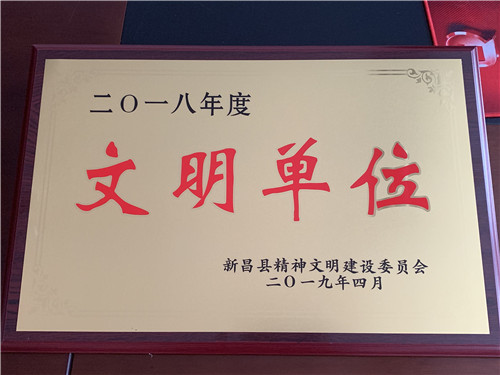 二〇一八年度
文明单位
新昌县精神文明建设委员会
二〇一九年四月